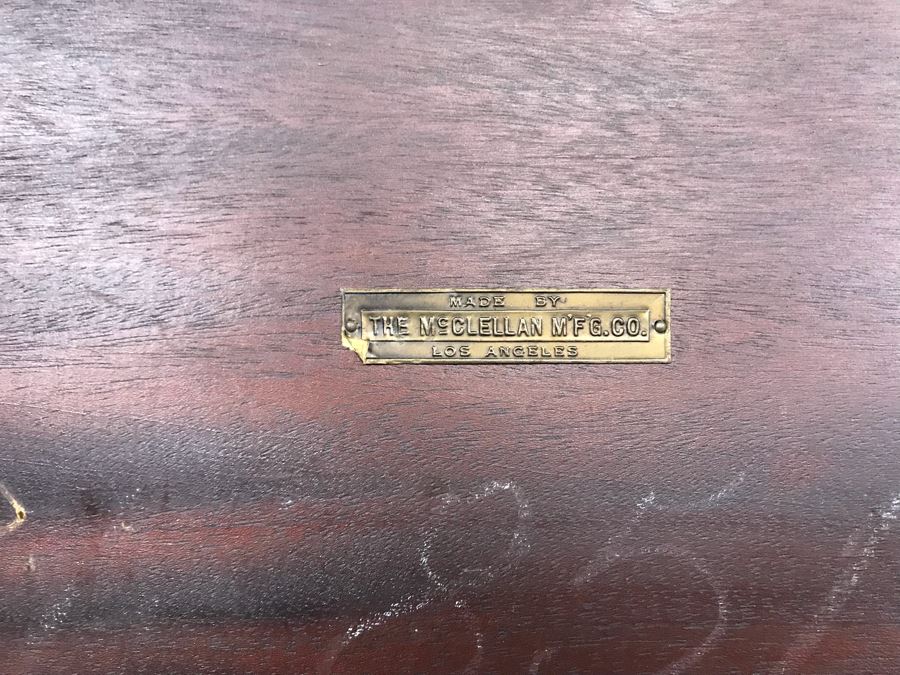 MADE BY
THE McCLELLAN M'F'G.CO.
LOS ANGELES